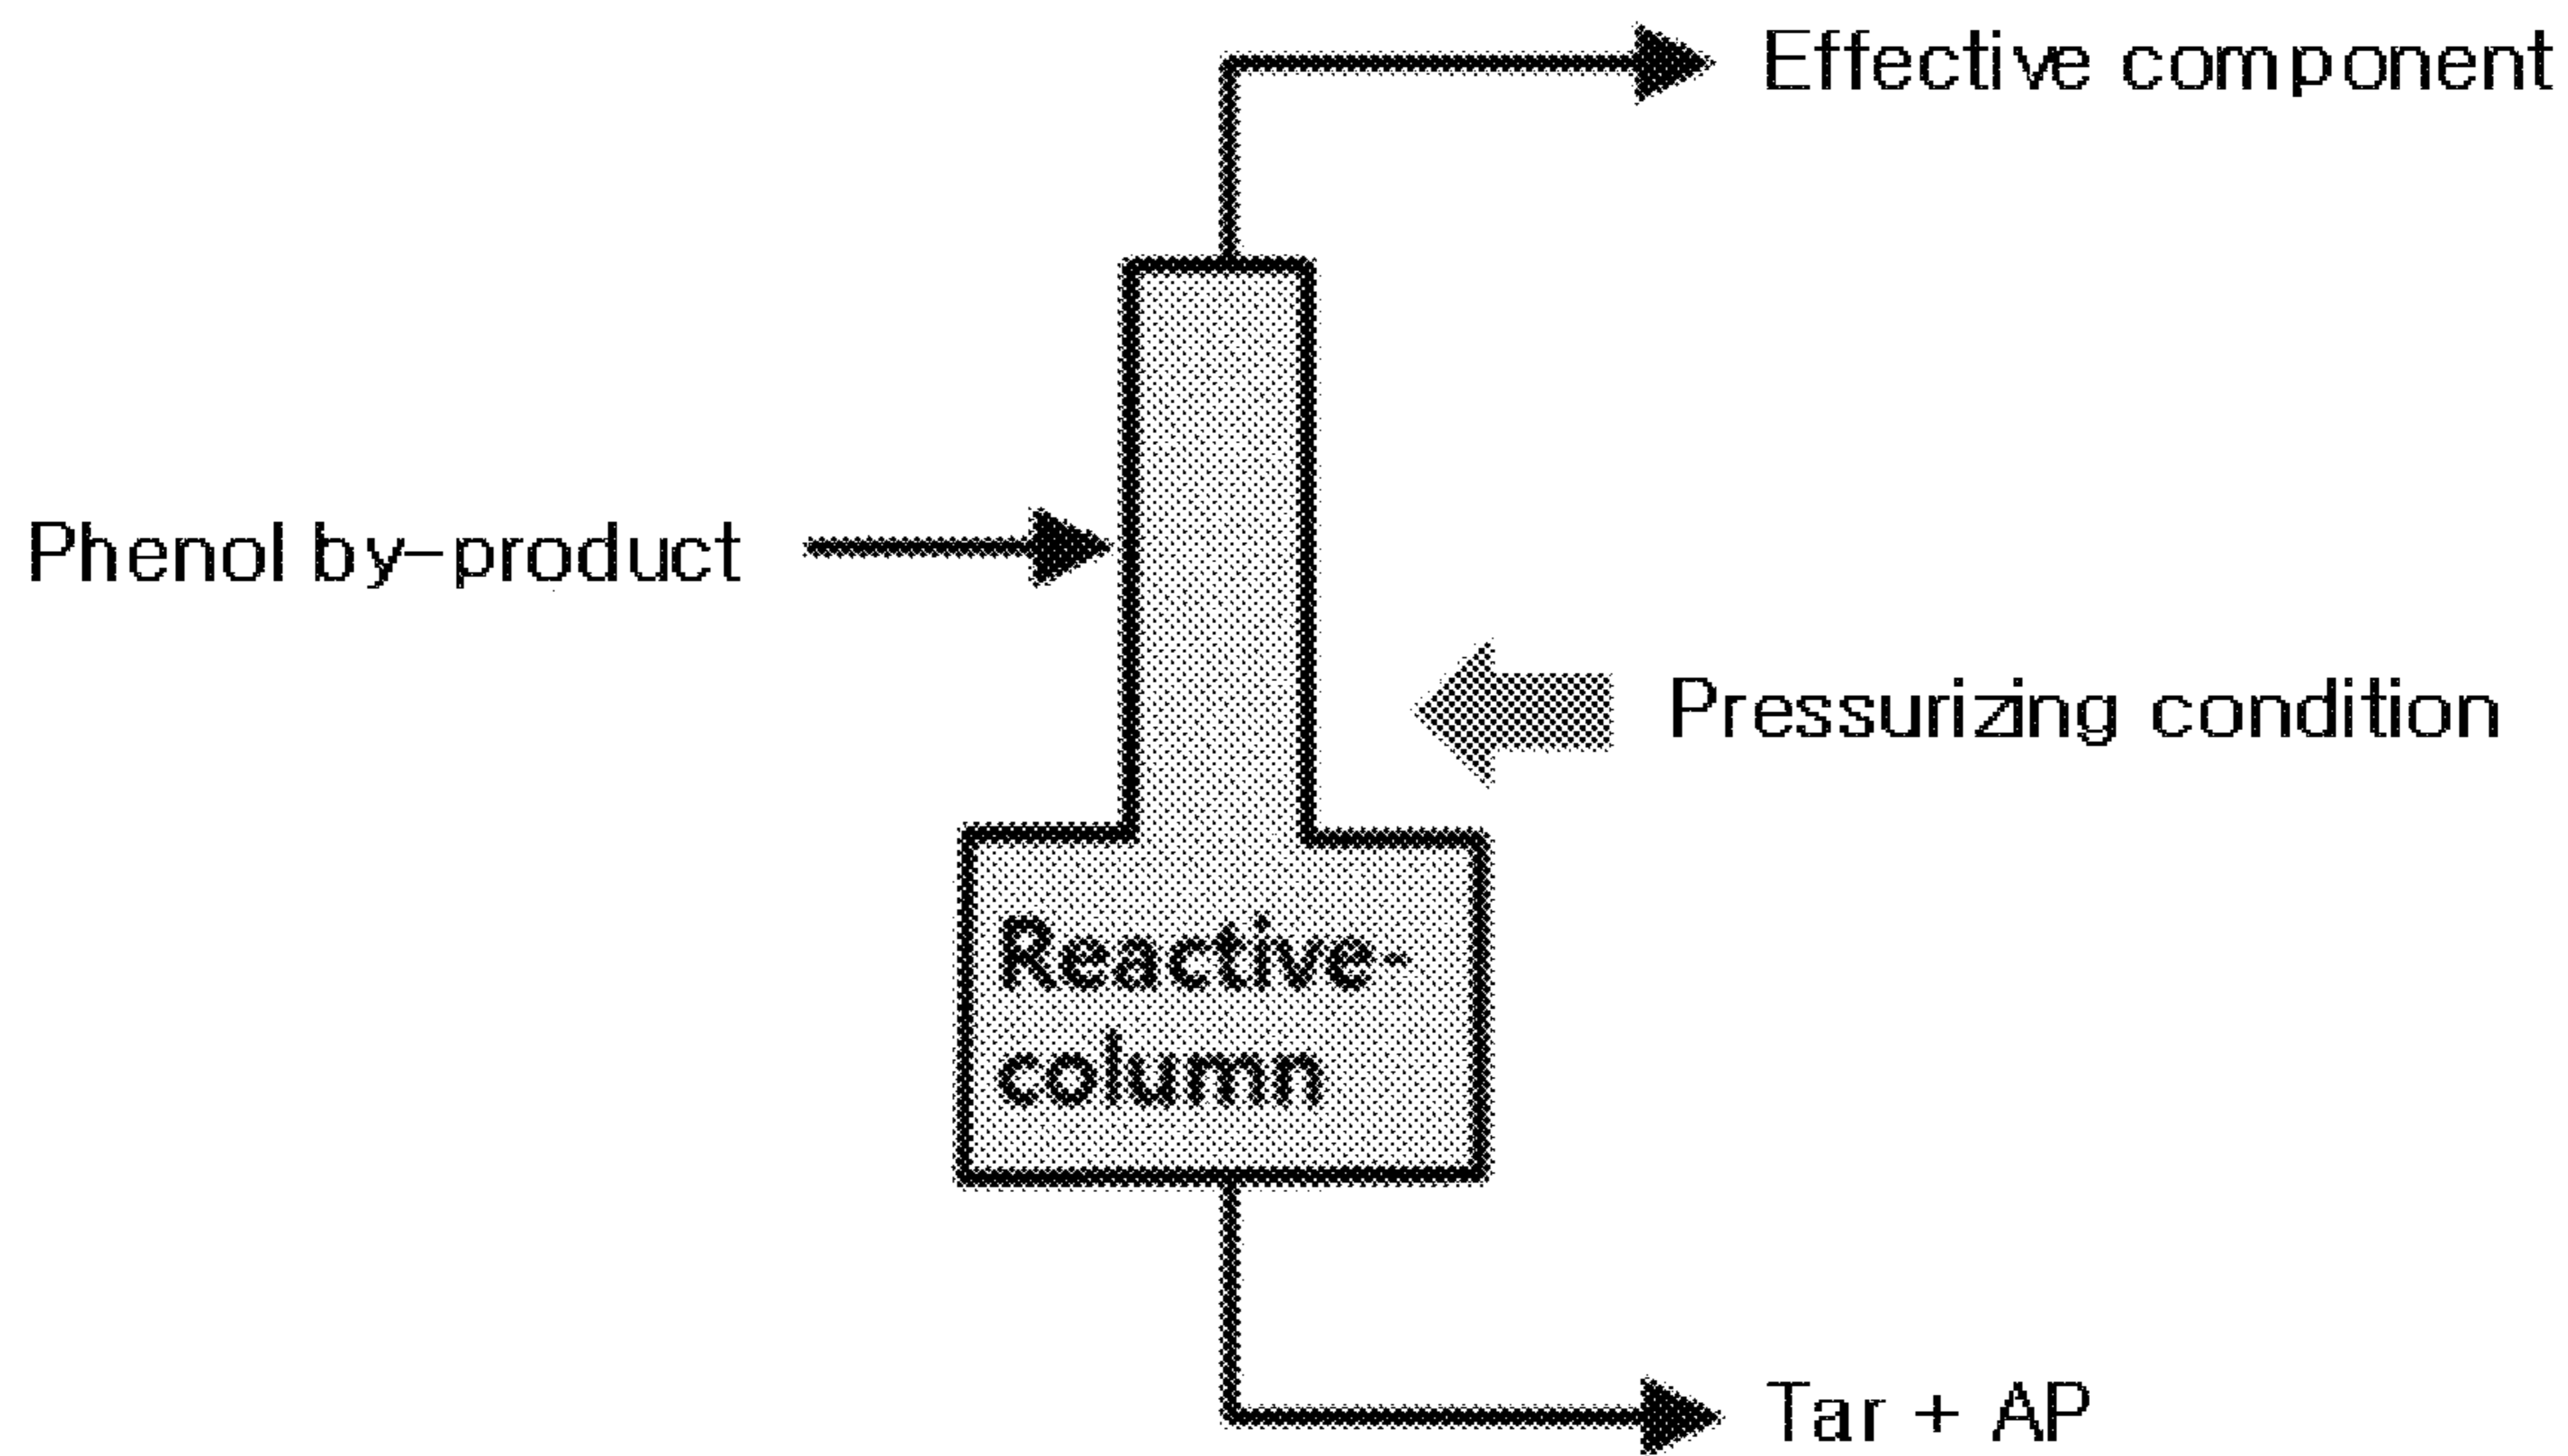 Effective component
Phenol by-product
Pressurizing condition
Reactive-
column
Tar + AP